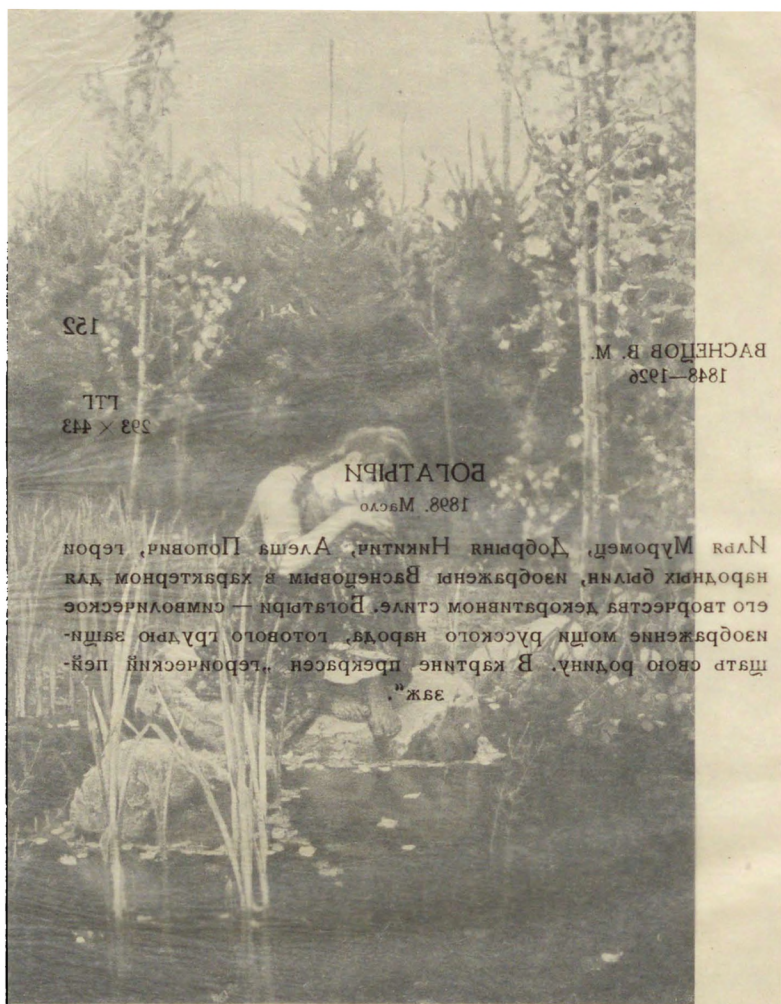 ВАСНЕЦОВ В. М.
1848—1926
152
ГТГ
293 × 443
БОГАТЫРИ
1898. Масло
Илья Муромец, Добрыня Никитич, Алеша Попович, герои
народных былин, изображены Васнецовым в характерном для
его творчества декоративном стиле. Богатыри — символическое
изображение мощи русского народа, готового грудью защи-
щать свою родину. В картине прекрасен „героический пей-
заж“.